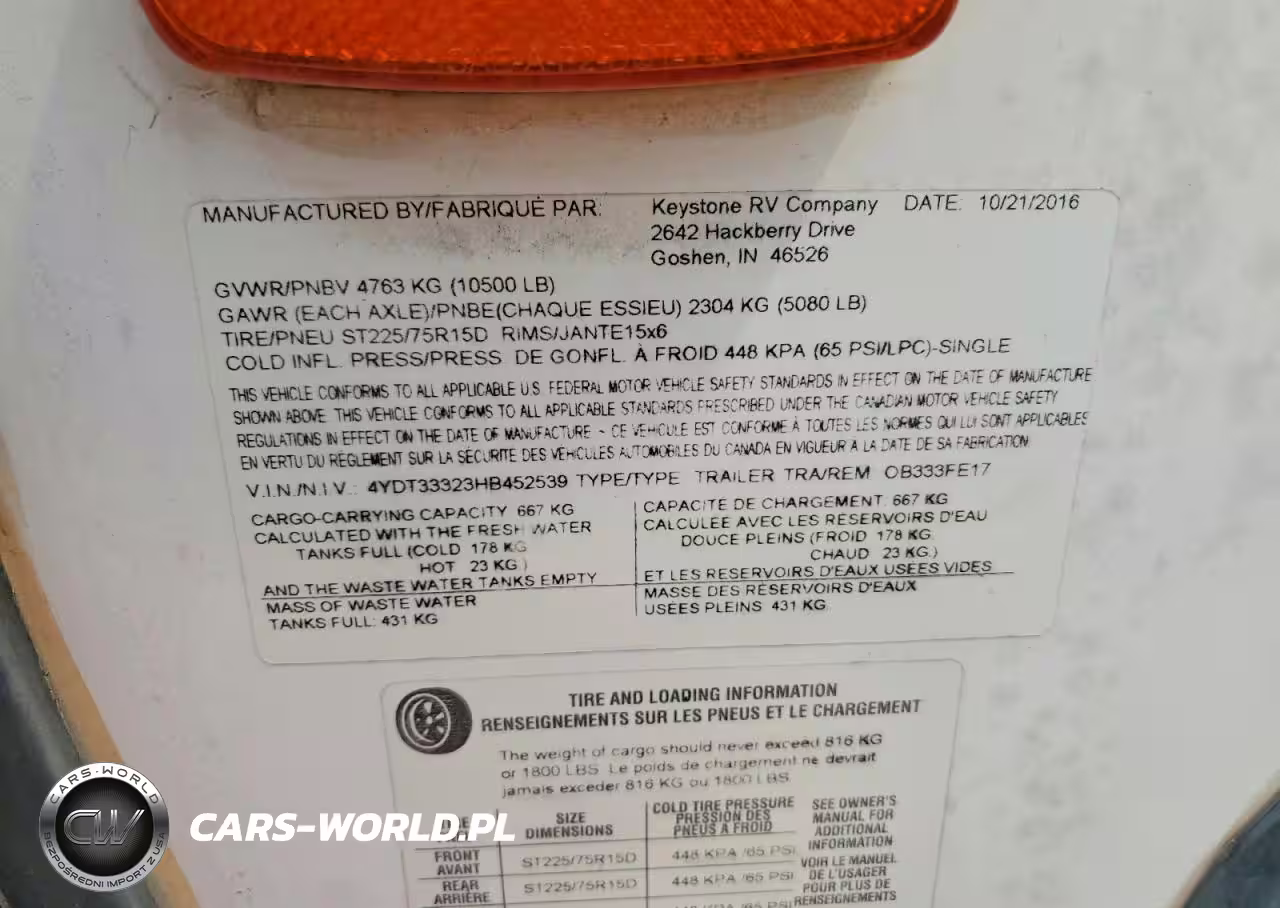 MANUFACTURED BY/FABRIQUÉ PAR: Keystone RV Company DATE: 10/21/2016
2642 Hackberry Drive
Goshen, IN 46526
GVWR/PNBV 4763 KG (10500 LB)
GAWR (EACH AXLE)/PNBE(CHAQUE ESSIEU) 2304 KG (5080 LB)
TIRE/PNEU ST225/75R15D RIMS/JANTE15x6
COLD INFL. PRESS/PRESS DE GONFL. À FROID 448 KPA (65 PSI/LPC)-SINGLE
THIS VEHICLE CONFORMS TO ALL APPLICABLE U.S. FEDERAL MOTOR VEHICLE SAFETY STANDARDS IN EFFECT ON THE DATE OF MANUFACTURE
SHOWN ABOVE. THIS VEHICLE CONFORMS TO ALL APPLICABLE STANDARDS PRESCRIBED UNDER THE CANADIAN MOTOR VEHICLE SAFETY
REGULATIONS IN EFFECT ON THE DATE OF MANUFACTURE - CE VEHICULE EST CONFORME À TOUTES LES NORMES QUI LUI SONT APPLICABLES
EN VERTU DU RÈGLEMENT SUR LA SÉCURITÉ DES VÉHICULES AUTOMOBILES DU CANADA EN VIGUEUR À LA DATE DE SA FABRICATION
V.I.N./N.I.V.: 4YDT33323HB452539 TYPE/TYPE TRAILER TRA/REM OB333FE17
CARGO-CARRYING CAPACITY 667 KG
CALCULATED WITH THE FRESH WATER
TANKS FULL (COLD 178 KG
HOT 23 KG)
AND THE WASTE WATER TANKS EMPTY
MASS OF WASTE WATER
TANKS FULL: 431 KG
CAPACITÉ DE CHARGEMENT: 667 KG
CALCULÉE AVEC LES RÉSERVOIRS D'EAU
DOUCE PLEINS (FROID 178 KG
CHAUD 23 KG.)
ET LES RESERVOIRS D'EAUX USÉES VIDES
MASSE DES RÉSERVOIRS D'EAUX
USÉES PLEINS 431 KG
TIRE AND LOADING INFORMATION
RENSEIGNEMENTS SUR LES PNEUS ET LE CHARGEMENT
The weight of cargo should never exceed 816 KG
or 1800 LBS. Le poids de chargement ne devrait
jamais exceder 816 KG ou 1800 LBS
SIZE
DIMENSIONS
COLD TIRE PRESSURE
PRESSION DES
PNEUS À FROID
SEE OWNER'S
MANUAL FOR
ADDITIONAL
INFORMATION
VOIR LE MANUEL
DE L'USAGER
POUR PLUS DE
RENSEIGNEMENTS
FRONT
AVANT
ST225/75R15D
448 KPA /65 PSI
REAR
ARRIÈRE
ST225/75R15D
448 KPA /65 PSI
CARS-WORLD
CW
BEZPOŚREDNI IMPORT Z USA
CARS-WORLD.PL